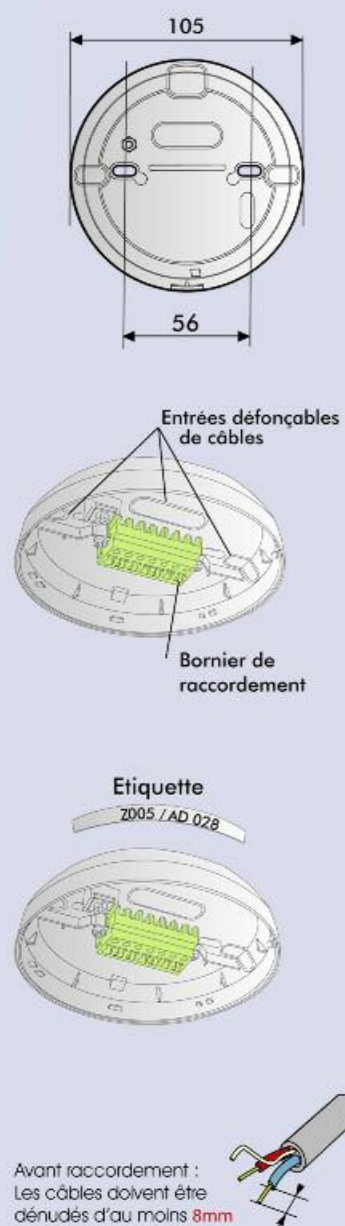 105
56
Entrées défonçables
de câbles
Bornier de
raccordement
Etiquette
Z005 / AD 028
Avant raccordement :
Les câbles doivent être
dénudés d'au moins 8mm